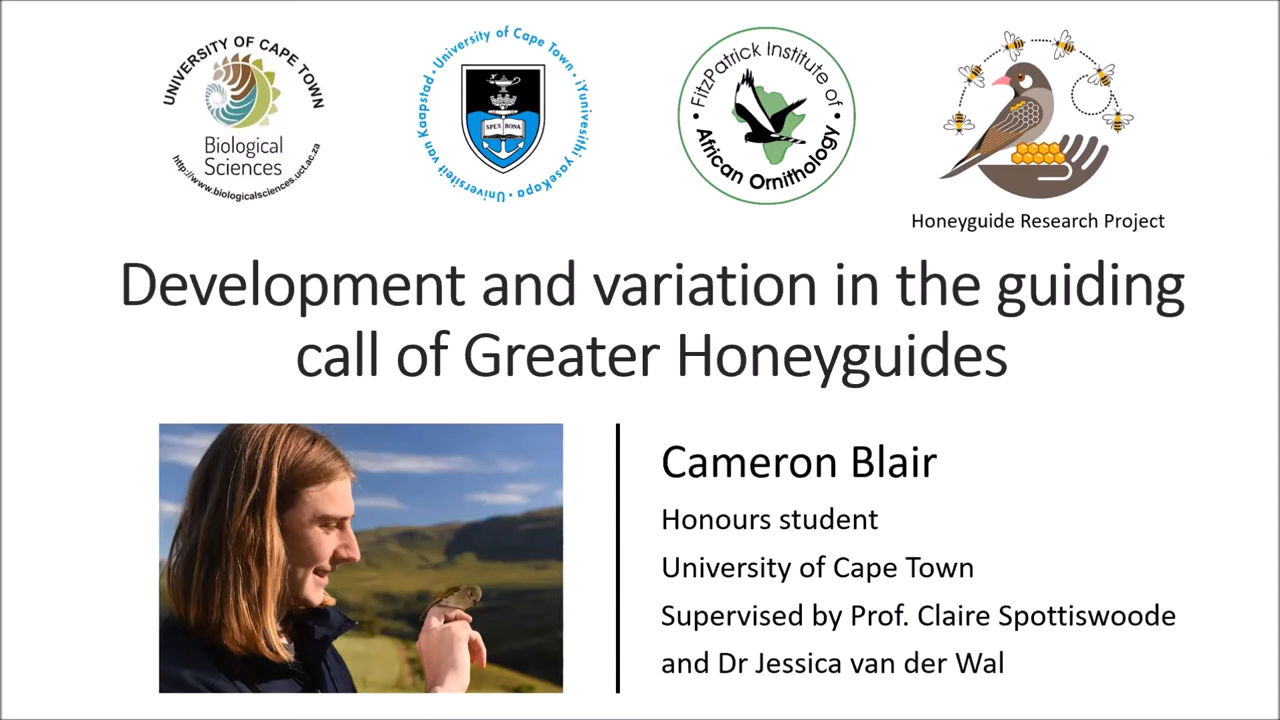 UNIVERSITY OF CAPE TOWN
Biological
Sciences
http://www.biologicalsciences.uct.ac.za
University of Cape Town · iYunivesithi yaseKapa · Universiteit van Kaapstad ·
SPES BONA
FitzPatrick Institute of
African Ornithology
Honeyguide Research Project
Development and variation in the guiding
call of Greater Honeyguides
Cameron Blair
Honours student
University of Cape Town
Supervised by Prof. Claire Spottiswoode
and Dr Jessica van der Wal